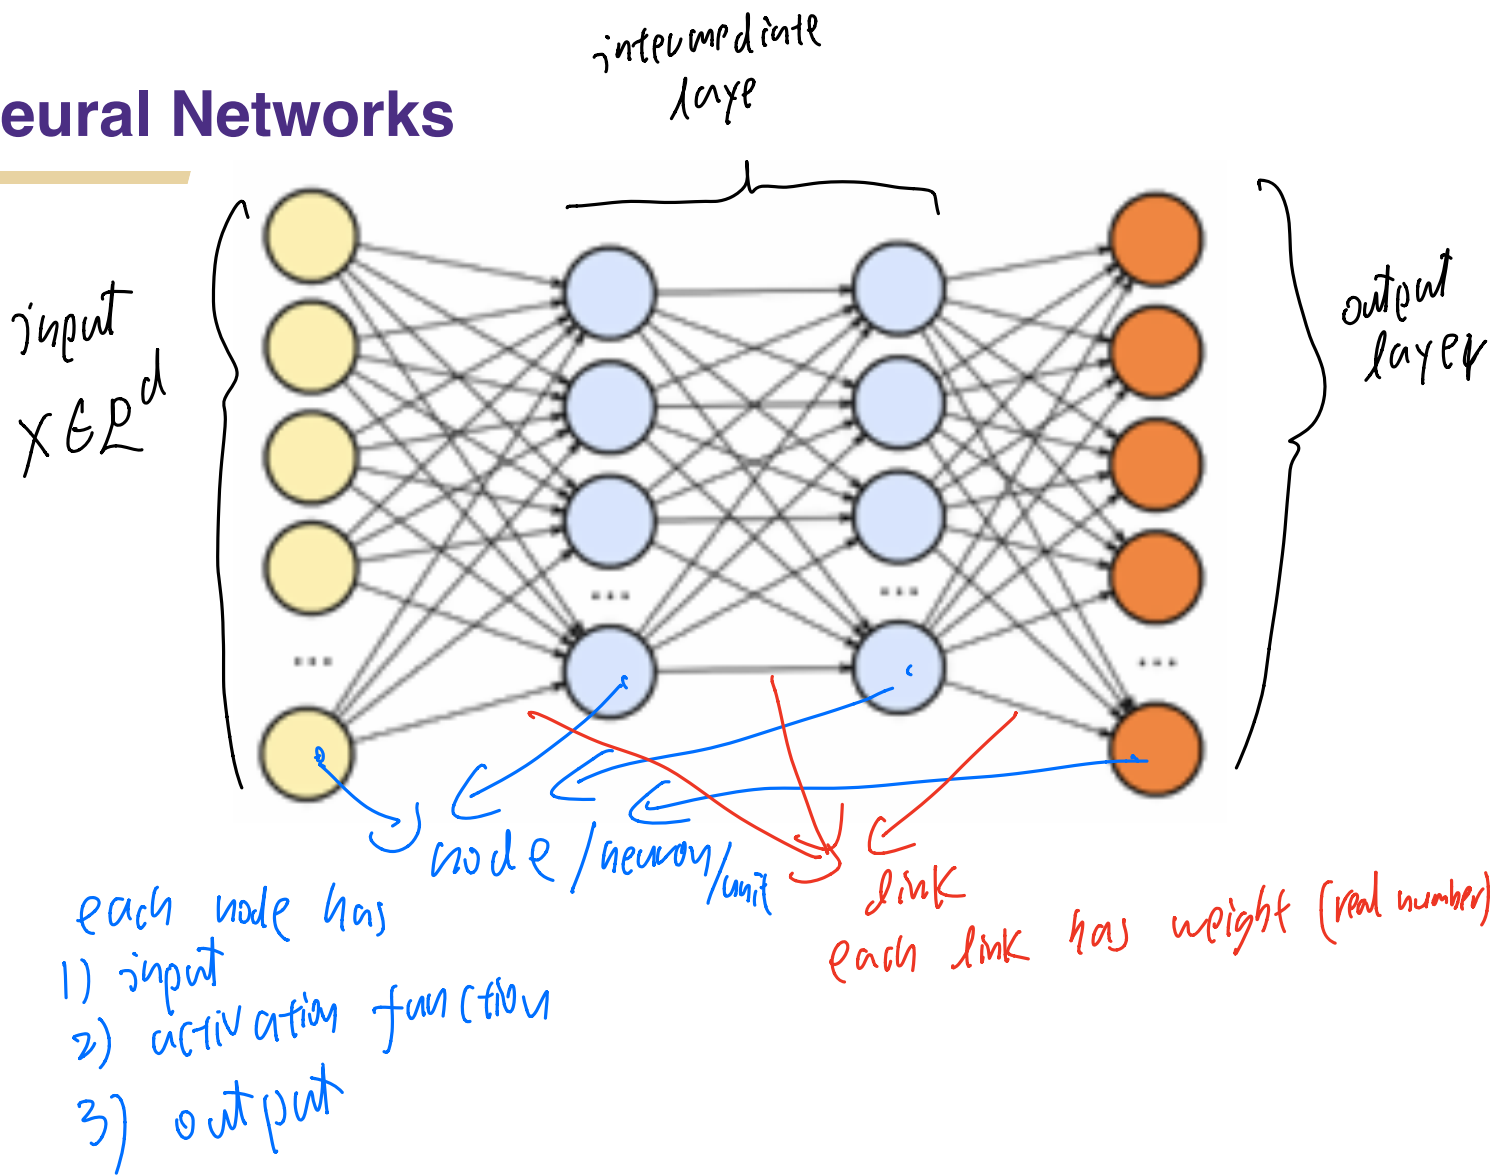 intermediate
laye
eural Networks
input
X ∈ R^d
output
layer
...
...
...
...
node/neuron/unit
link
each link has weight (real number)
each node has
1) input
2) activation function
3) output